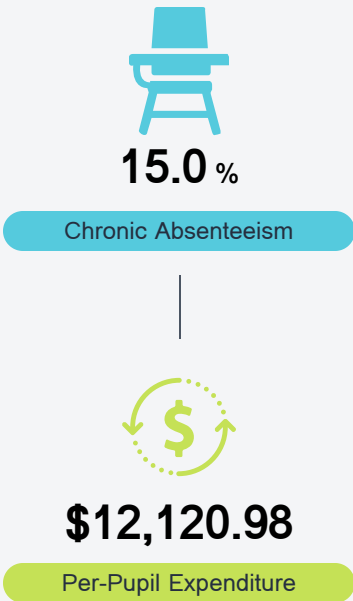 15.0 %
Chronic Absenteeism
$
$12,120.98
Per-Pupil Expenditure